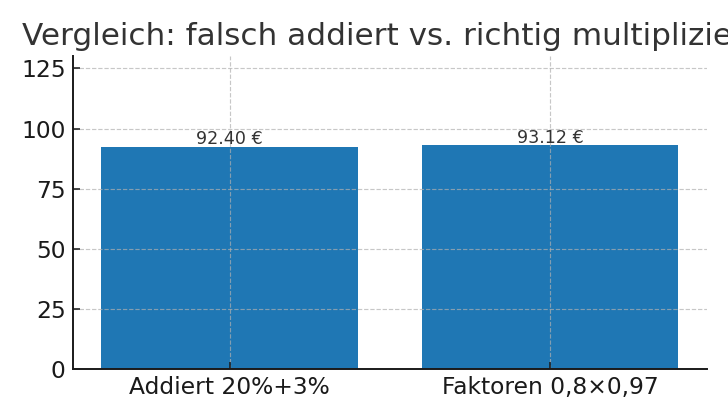 Vergleich: falsch addiert vs. richtig multiplizie
125
100
75
50
25
0
92.40 €
93.12 €
Addiert 20%+3%
Faktoren 0,8×0,97